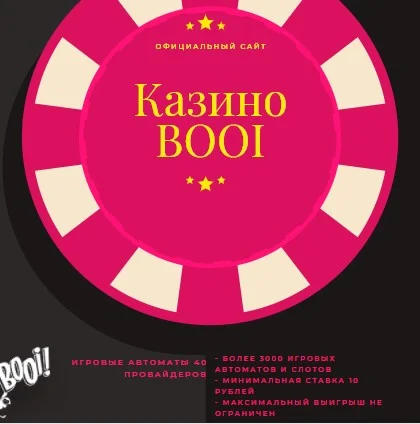 ОФИЦИАЛЬНЫЙ САЙТ
Казино
BOOI
BOOi!
ИГРОВЫЕ АВТОМАТЫ 40
ПРОВАЙДЕРОВ
- БОЛЕЕ 3000 ИГРОВЫХ
АВТОМАТОВ И СЛОТОВ
- МИНИМАЛЬНАЯ СТАВКА 10
РУБЛЕЙ
- МАКСИМАЛЬНЫЙ ВЫИГРЫШ НЕ
ОГРАНИЧЕН